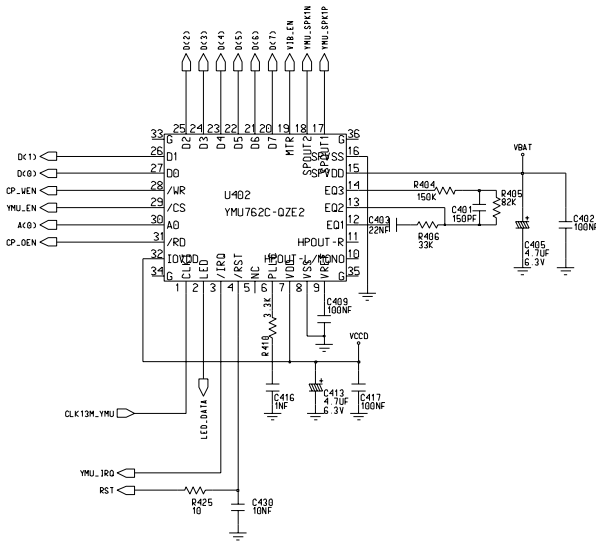 D(2)
D(3)
D(4)
D(5)
D(6)
D(7)
VIB_EN
YMU_SPK1N
YMU_SPK1P
25 24 23 22 21 20 19 18 17
33 G
D2
D3
D4
D5
D6
D7
MTR
SPOUT2
SPOUT1
G 36
D(1)
26 D1
SPVSS 16
D(0)
27 D0
SPVDD 15
VBAT
CP_WEN
28 /WR
U402
YMU762C-QZE2
EQ3 14
R404
150K
R405
82K
YMU_EN
29 /CS
EQ2 13
C401
150PF
A(0)
30 A0
EQ1 12
C403
22NF
R406
33K
C402
100NF
CP_OEN
31 /RD
HPOUT-R 11
C405
4.7UF
6.3V
32 IOVDD
HPOUT-L/MONO 10
34 G
CLK
LED
/IRQ
/RST
NC
PLL
VDD
VSS
VREF
G 35
1 2 3 4 5 6 7 8 9
R410
3.3K
C409
100NF
VCCD
C416
1NF
C413
4.7UF
6.3V
C417
100NF
CLK13M_YMU
LED_DATA
YMU_IRQ
RST
R425
10
C430
10NF